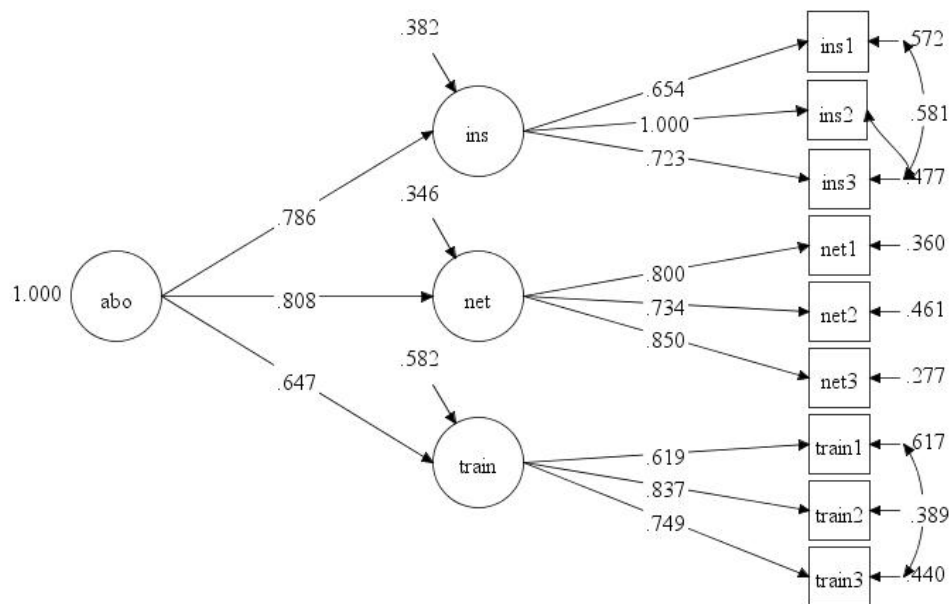 .382
ins1
.572
.654
ins
1.000
ins2
.581
.723
ins3
.477
.786
.346
net1
.360
.800
1.000
abo
.808
net
.734
net2
.461
.850
.647
.582
net3
.277
train1
.617
.619
train
.837
train2
.389
.749
train3
.440